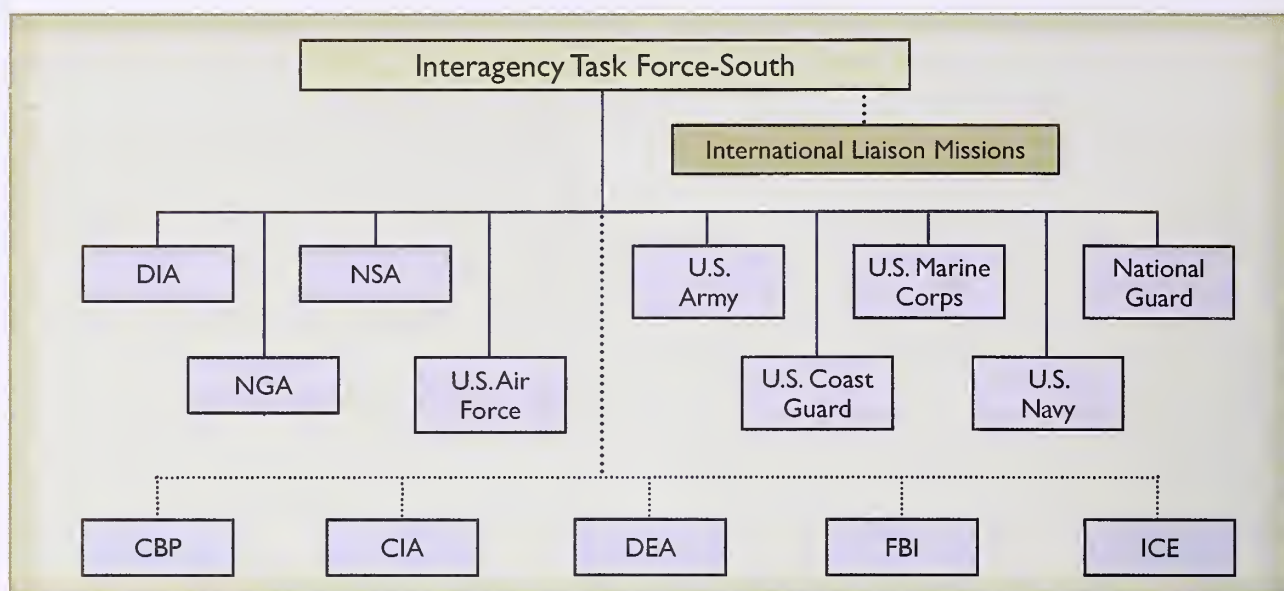 Interagency Task Force-South
International Liaison Missions
DIA
NSA
U.S.
Army
U.S. Marine
Corps
National
Guard
NGA
U.S. Air
Force
U.S. Coast
Guard
U.S.
Navy
CBP
CIA
DEA
FBI
ICE